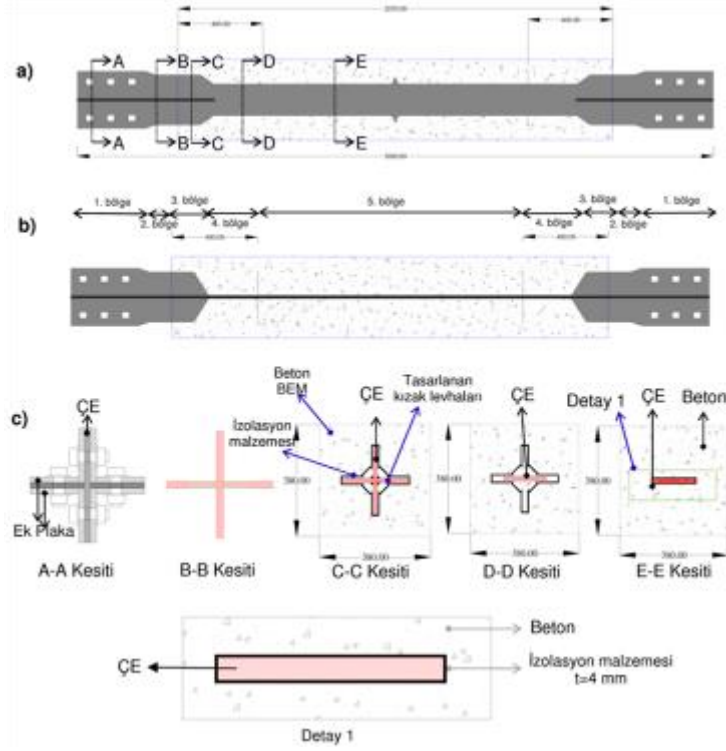 a)
A B C D E
A B C D E
1. bölge 3. bölge 5. bölge 3. bölge 1. bölge
2. bölge 4. bölge 4. bölge 2. bölge
b)
c)
ÇE
Ek Plaka
A-A Kesiti
B-B Kesiti
Beton
BEM
ÇE
Tasarlanan
kızak levhaları
İzolasyon
malzemesi
C-C Kesiti
ÇE
D-D Kesiti
Detay 1
ÇE
Beton
E-E Kesiti
ÇE
Beton
İzolasyon malzemesi
t=4 mm
Detay 1